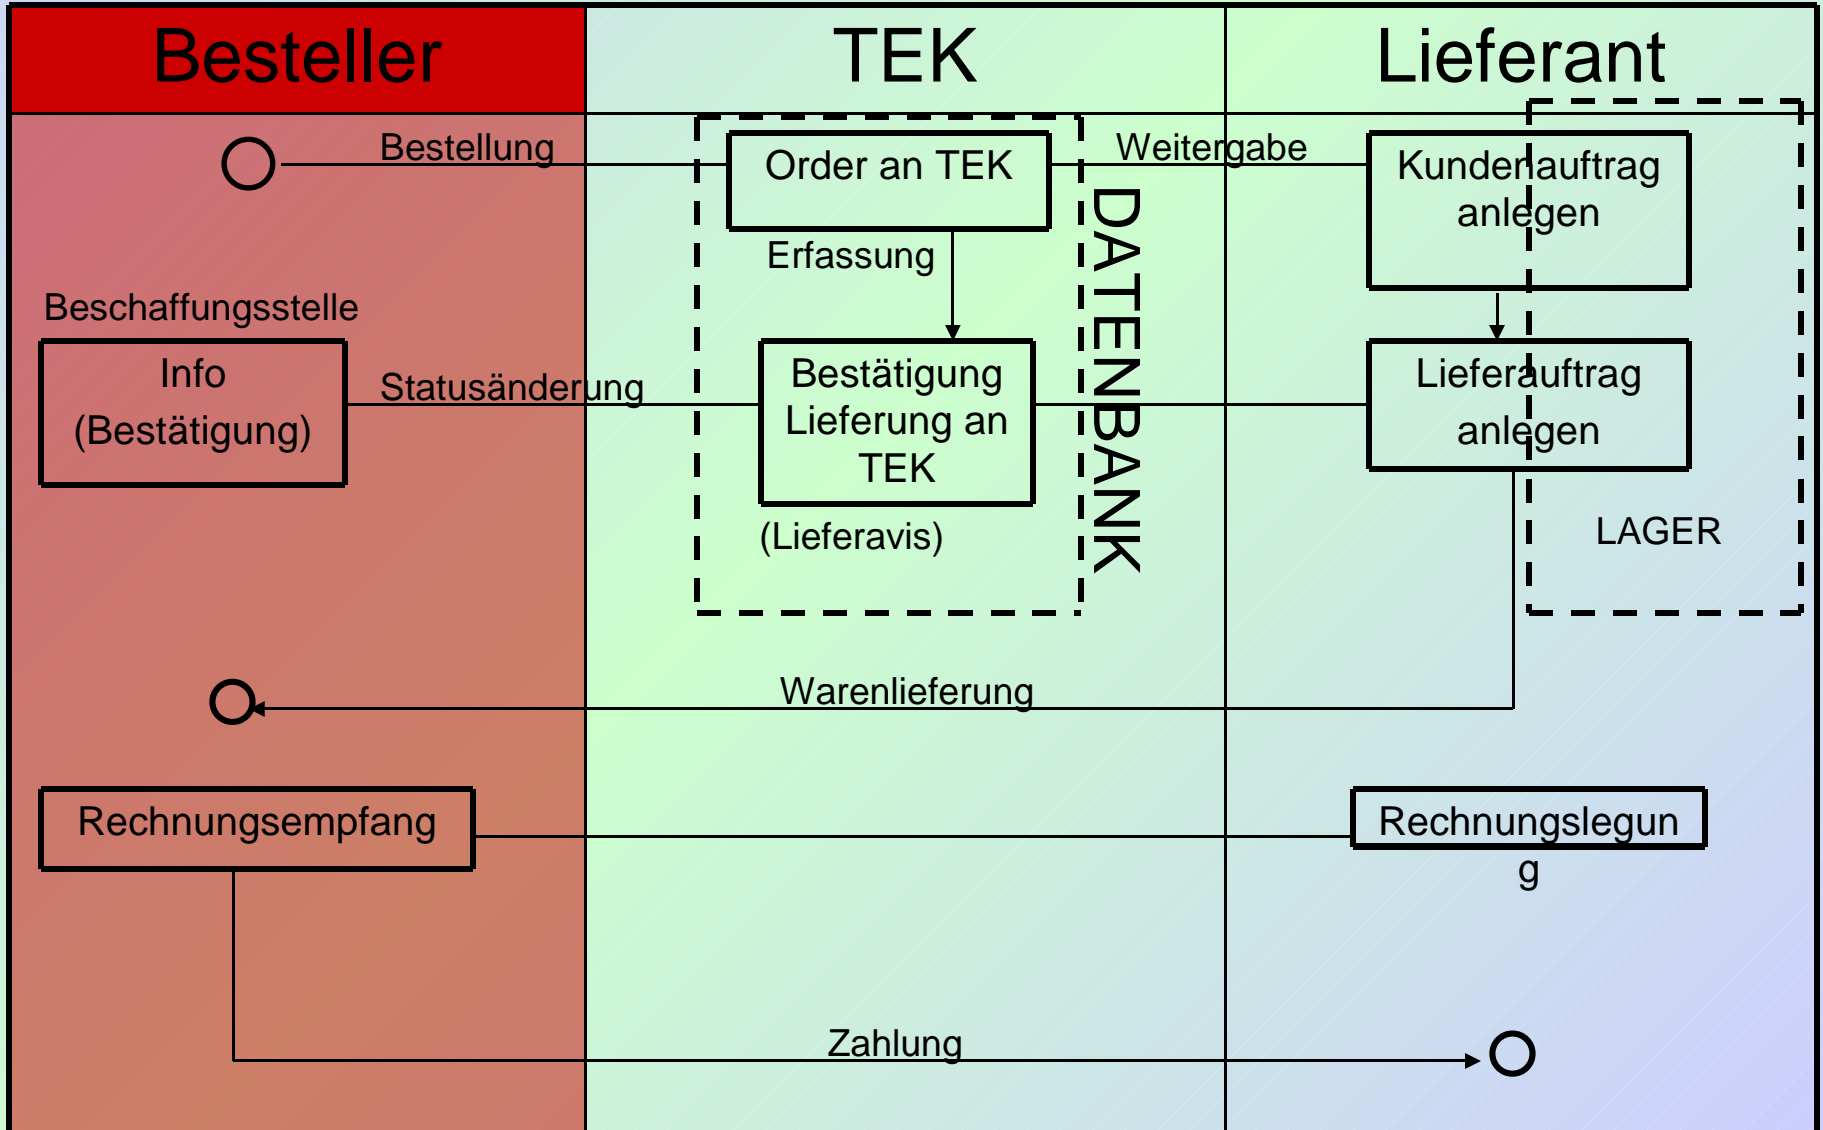 Besteller
TEK
Lieferant
Bestellung
Order an TEK
Weitergabe
Kundenauftrag
anlegen
Erfassung
DATENBANK
Beschaffungsstelle
Info
(Bestätigung)
Statusänderung
Bestätigung
Lieferung an
TEK
Lieferauftrag
anlegen
(Lieferavis)
LAGER
Warenlieferung
Rechnungsempfang
Rechnungslegun
g
Zahlung